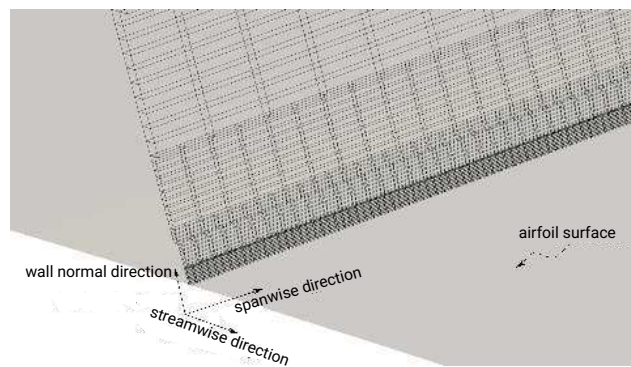 airfoil surface
wall normal direction
spanwise direction
streamwise direction